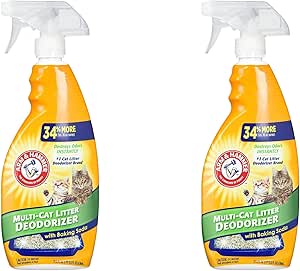 34% MORE
Destroys Odors
INSTANTLY
#1 Cat Litter
Deodorizer Brand
ARM & HAMMER
MULTI-CAT LITTER
DEODORIZER
with Baking Soda
34% MORE
Destroys Odors
INSTANTLY
#1 Cat Litter
Deodorizer Brand
ARM & HAMMER
MULTI-CAT LITTER
DEODORIZER
with Baking Soda